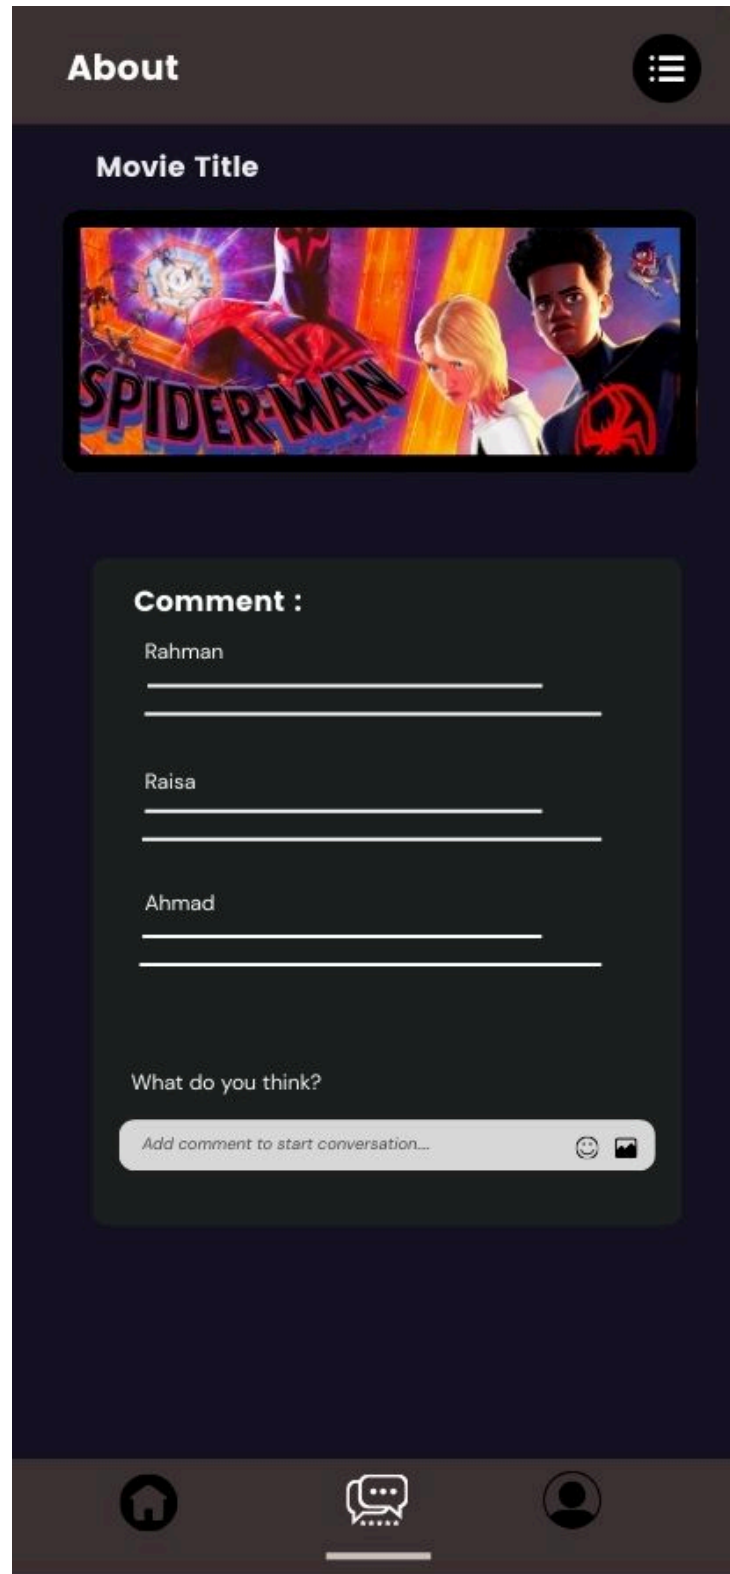 About
Movie Title
SPIDER-MAN
Comment :
Rahman
Raisa
Ahmad
What do you think?
Add comment to start conversation....